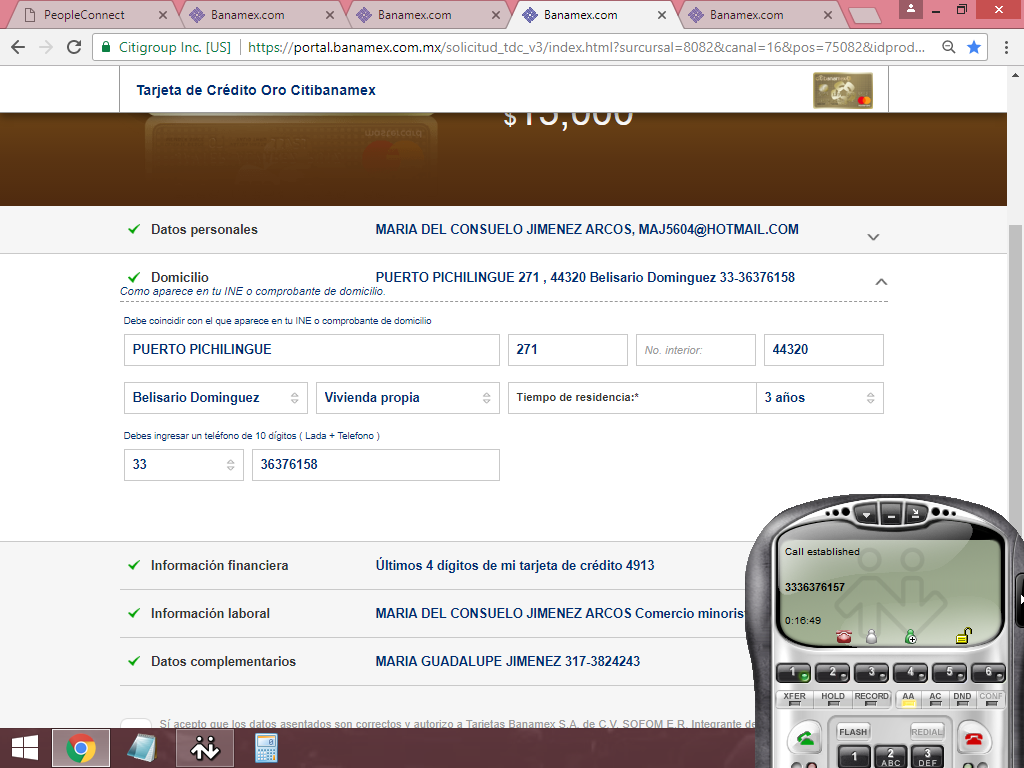 PeopleConnect Banamex.com Banamex.com Banamex.com Banamex.com
Citigroup Inc. [US] https://portal.banamex.com.mx/solicitud_tdc_v3/index.html?surcursal=8082&canal=16&pos=75082&idprod...
Tarjeta de Crédito Oro Citibanamex
$15,000
Datos personales MARIA DEL CONSUELO JIMENEZ ARCOS, MAJ5604@HOTMAIL.COM
Domicilio PUERTO PICHILINGUE 271 , 44320 Belisario Dominguez 33-36376158
Como aparece en tu INE o comprobante de domicilio.
Debe coincidir con el que aparece en tu INE o comprobante de domicilio
PUERTO PICHILINGUE 271 No. interior: 44320
Belisario Dominguez Vivienda propia Tiempo de residencia:* 3 años
Debes ingresar un teléfono de 10 dígitos ( Lada + Telefono )
33 36376158
Información financiera Últimos 4 dígitos de mi tarjeta de crédito 4913
Información laboral MARIA DEL CONSUELO JIMENEZ ARCOS Comercio minoris
Datos complementarios MARIA GUADALUPE JIMENEZ 317-3824243
Sí acepto que los datos asentados son correctos y autorizo a Tarjetas Banamex S.A. de C.V. SOFOM E.R. Integrante de
Call established
3336376157
0:16:49
1 2 3 4 5 6
XFER HOLD RECORD AA AC DND CONF
FLASH REDIAL
1 2 ABC 3 DEF